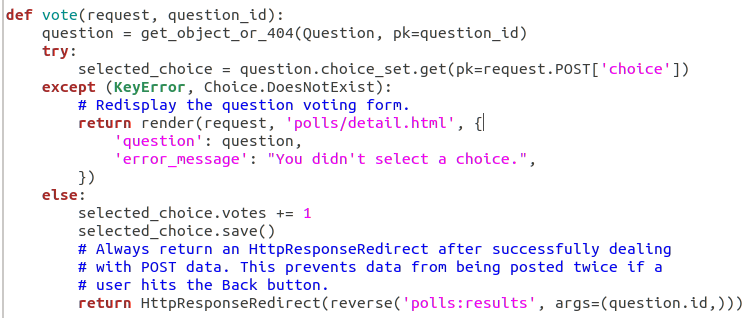 def vote(request, question_id):
    question = get_object_or_404(Question, pk=question_id)
    try:
        selected_choice = question.choice_set.get(pk=request.POST['choice'])
    except (KeyError, Choice.DoesNotExist):
        # Redisplay the question voting form.
        return render(request, 'polls/detail.html', {
            'question': question,
            'error_message': "You didn't select a choice.",
        })
    else:
        selected_choice.votes += 1
        selected_choice.save()
        # Always return an HttpResponseRedirect after successfully dealing
        # with POST data. This prevents data from being posted twice if a
        # user hits the Back button.
        return HttpResponseRedirect(reverse('polls:results', args=(question.id,)))